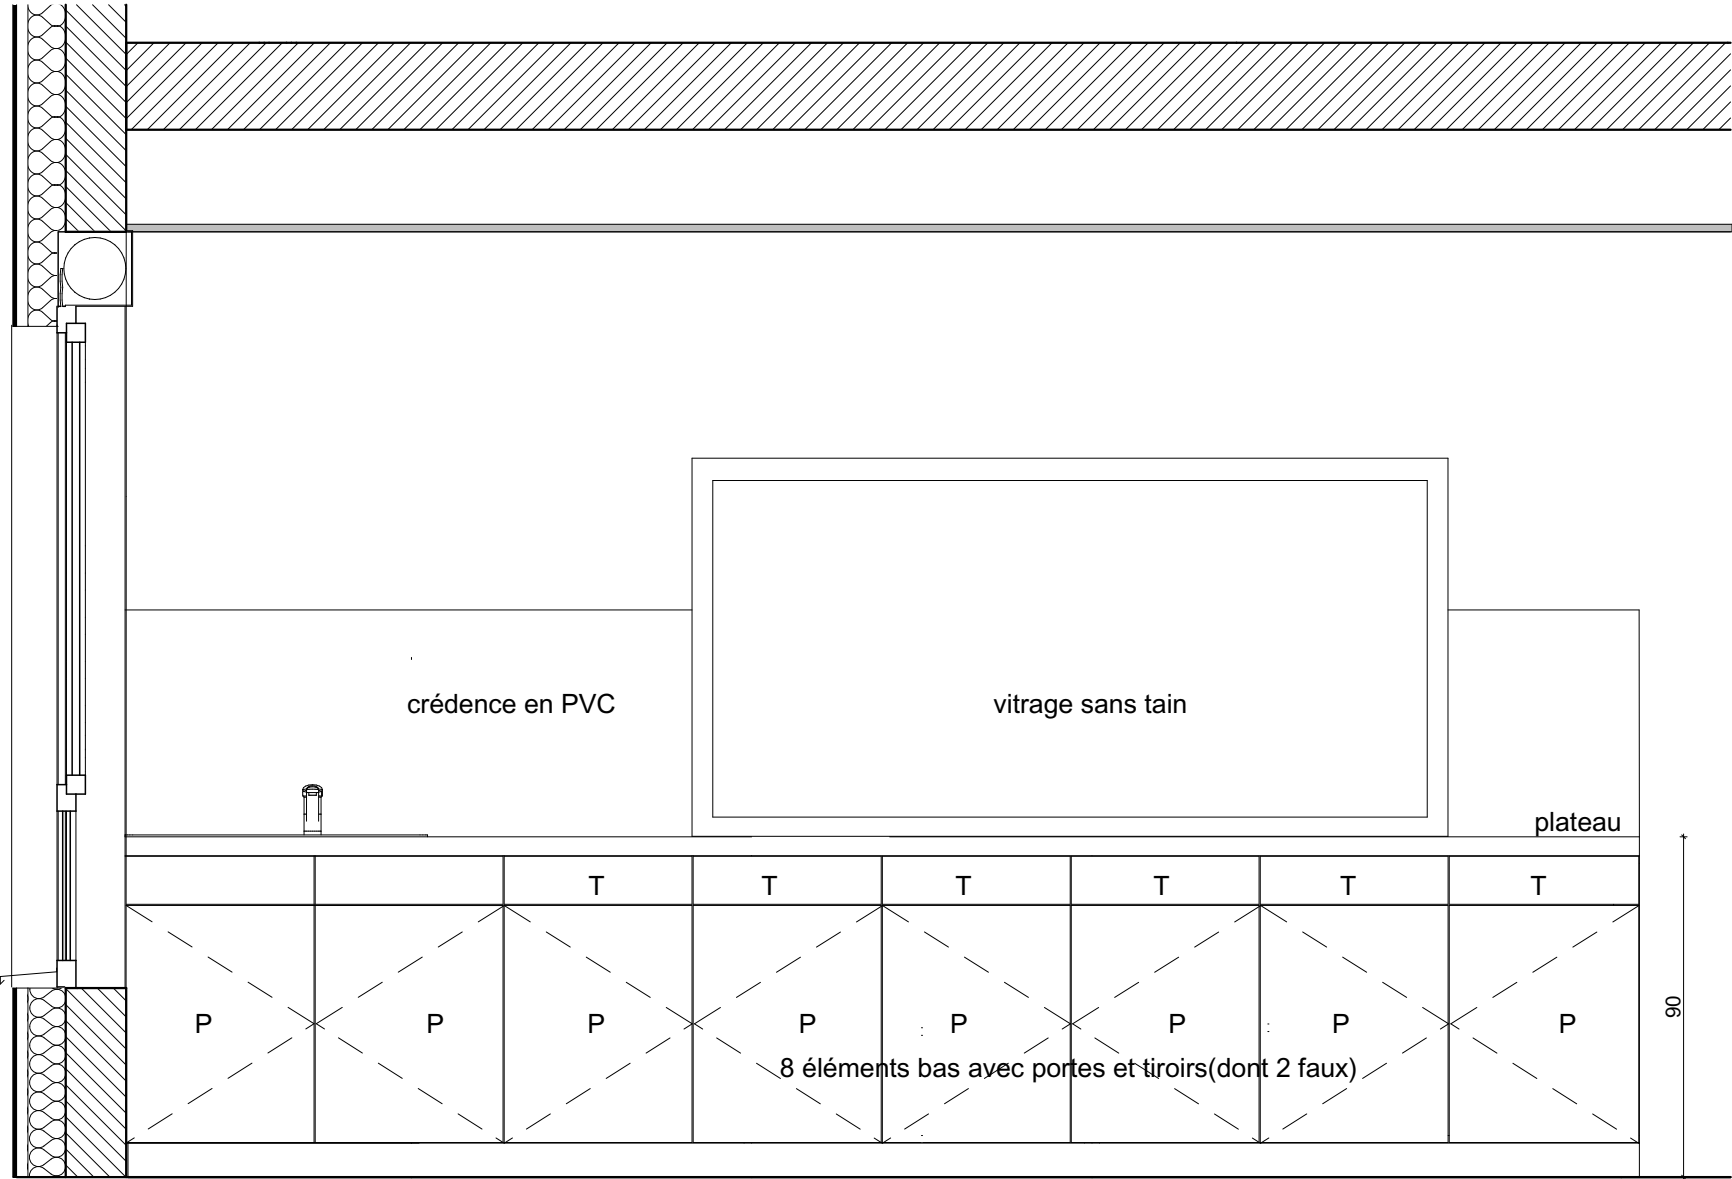 crédence en PVC
vitrage sans tain
plateau
T T T T T T
P P P P P P P P
90
8 éléments bas avec portes et tiroirs(dont 2 faux)